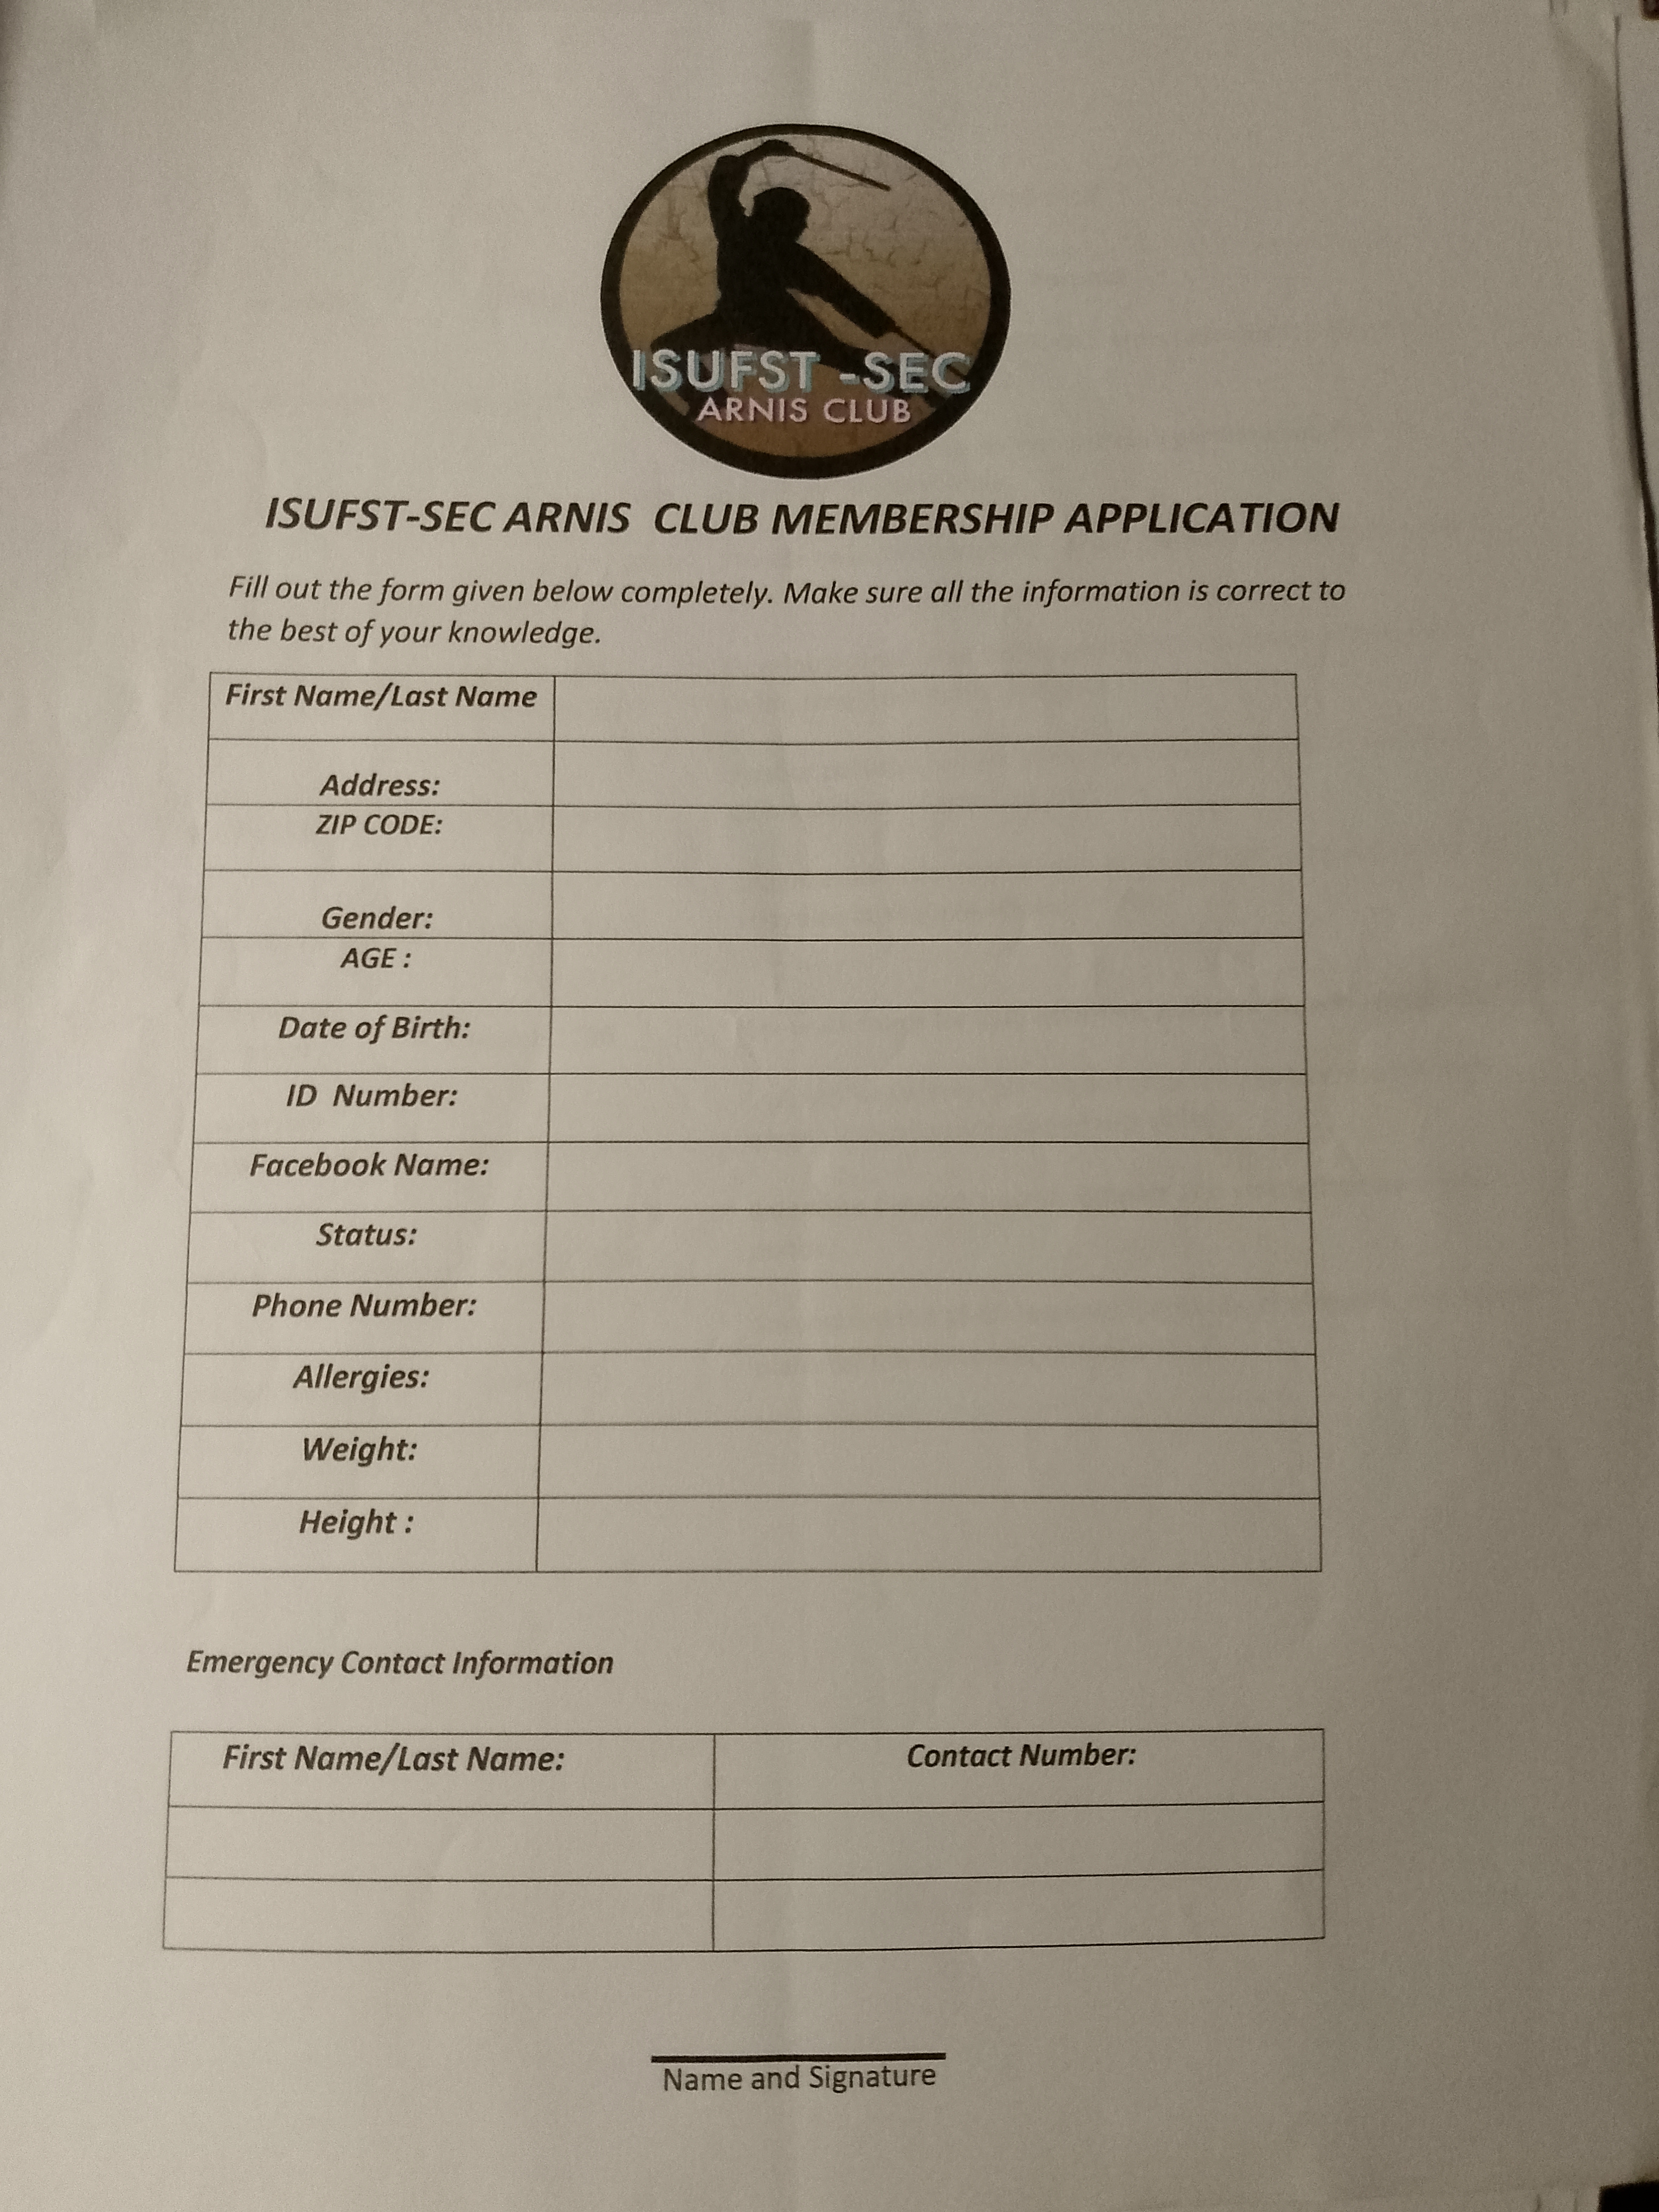 ISUFST -SEC
ARNIS CLUB
ISUFST-SEC ARNIS CLUB MEMBERSHIP APPLICATION
Fill out the form given below completely. Make sure all the information is correct to
the best of your knowledge.
First Name/Last Name
Address:
ZIP CODE:
Gender:
AGE :
Date of Birth:
ID Number:
Facebook Name:
Status:
Phone Number:
Allergies:
Weight:
Height :
Emergency Contact Information
First Name/Last Name: Contact Number:
Name and Signature